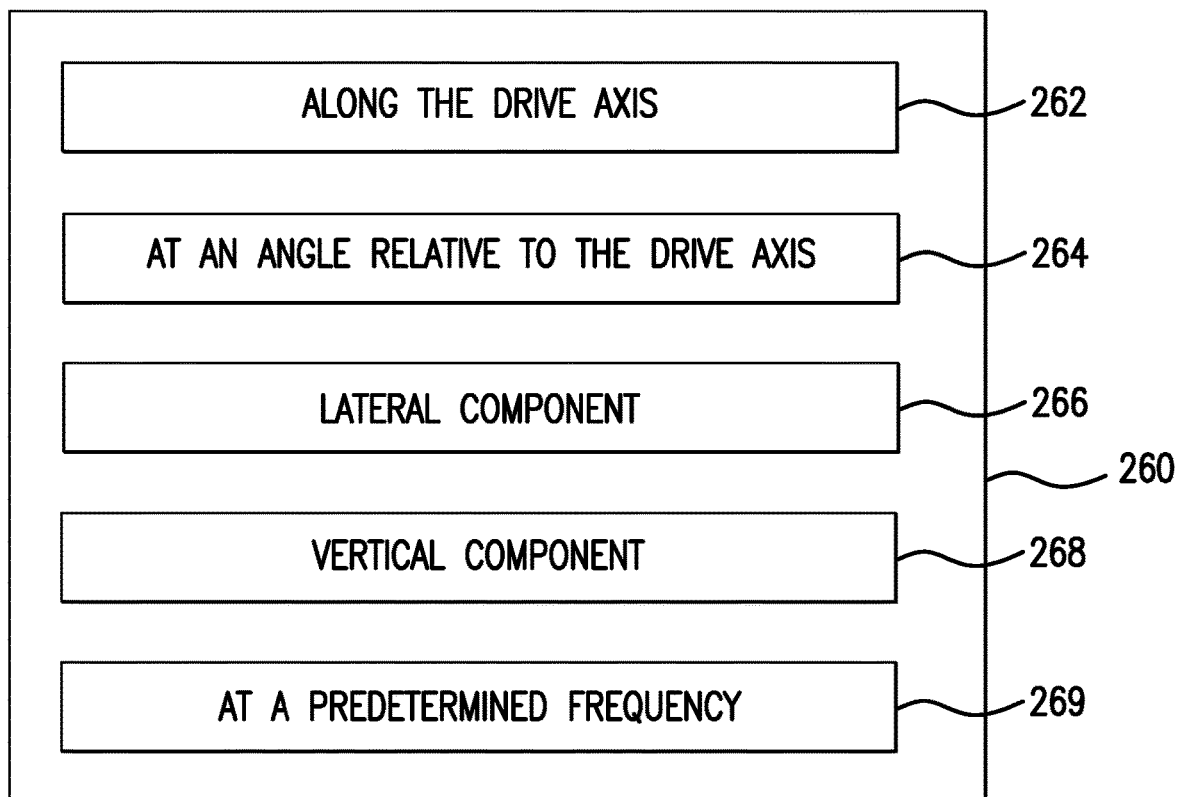 ALONG THE DRIVE AXIS
262
AT AN ANGLE RELATIVE TO THE DRIVE AXIS
264
LATERAL COMPONENT
266
260
VERTICAL COMPONENT
268
AT A PREDETERMINED FREQUENCY
269